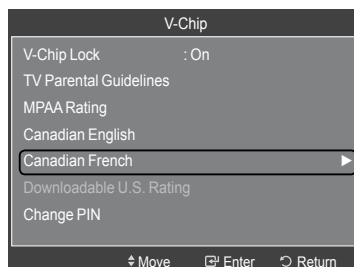 V-Chip
V-Chip Lock : On
TV Parental Guidelines
MPAA Rating
Canadian English
Canadian French
Downloadable U.S. Rating
Change PIN
Move Enter Return